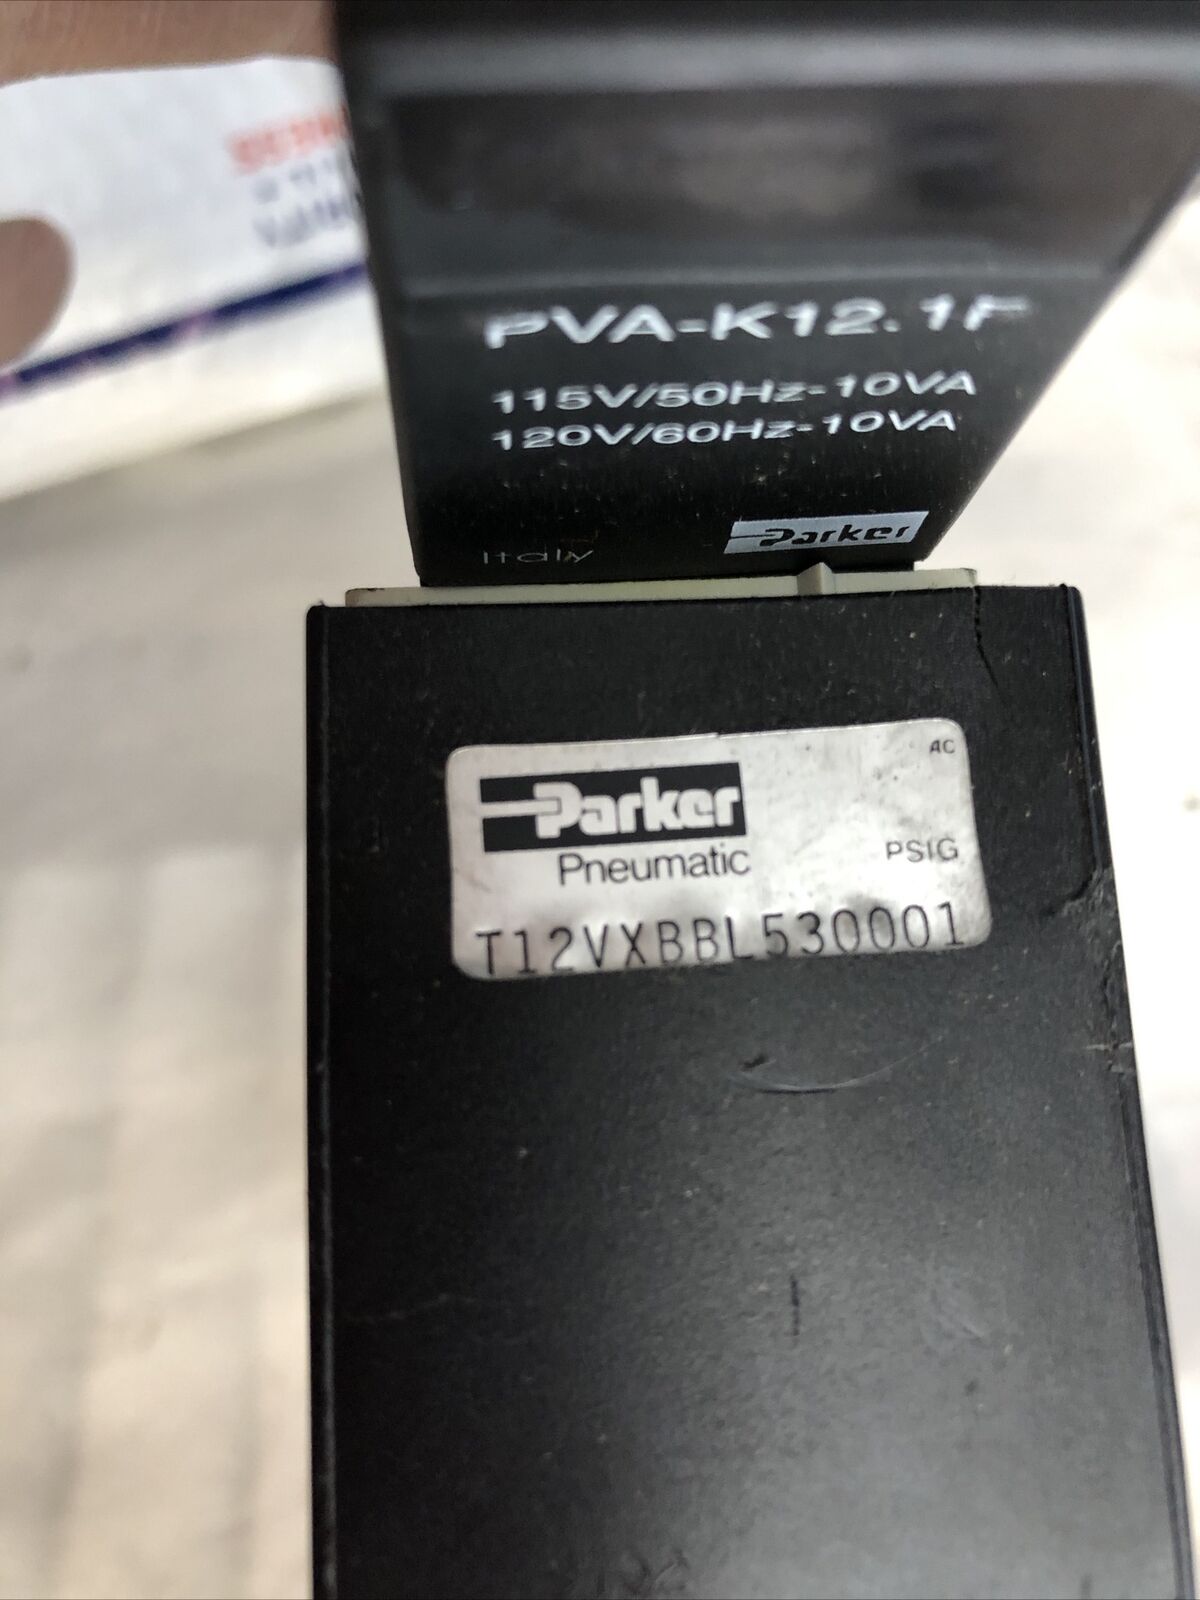 PVA-K12.1F
115V/50Hz-10VA
120V/60Hz-10VA
Italy
Parker
AC
Parker
Pneumatic
PSIG
T12VXBBL530001